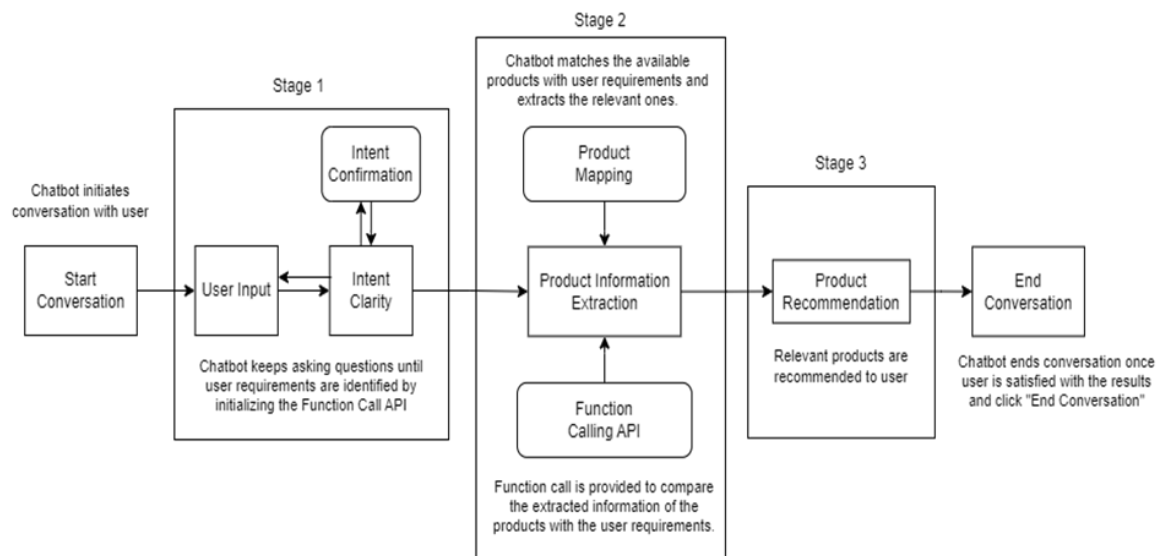 Stage 2
Chatbot matches the available
products with user requirements and
extracts the relevant ones.
Stage 1
Intent
Confirmation
Product
Mapping
Stage 3
Chatbot initiates
conversation with user
Start
Conversation
User Input
Intent
Clarity
Product Information
Extraction
Product
Recommendation
End
Conversation
Chatbot keeps asking questions until
user requirements are identified by
initializing the Function Call API
Relevant products are
recommended to user
Chatbot ends conversation once
user is satisfied with the results
and click "End Conversation"
Function
Calling API
Function call is provided to compare
the extracted information of the
products with the user requirements.